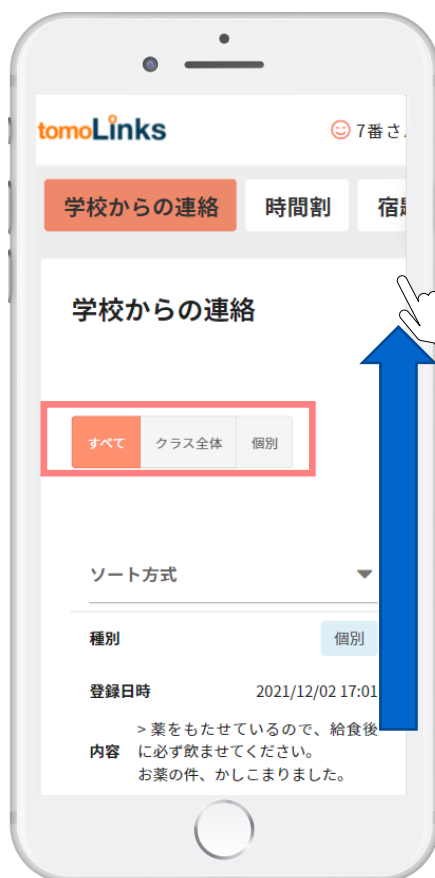 tomoLinks
7番さ
学校からの連絡 時間割 宿
学校からの連絡
すべて クラス全体 個別
ソート方式
種別 個別
登録日時 2021/12/02 17:01
内容 > 薬をもたせているので、給食後
に必ず飲ませてください。
お薬の件、かしこまりました。